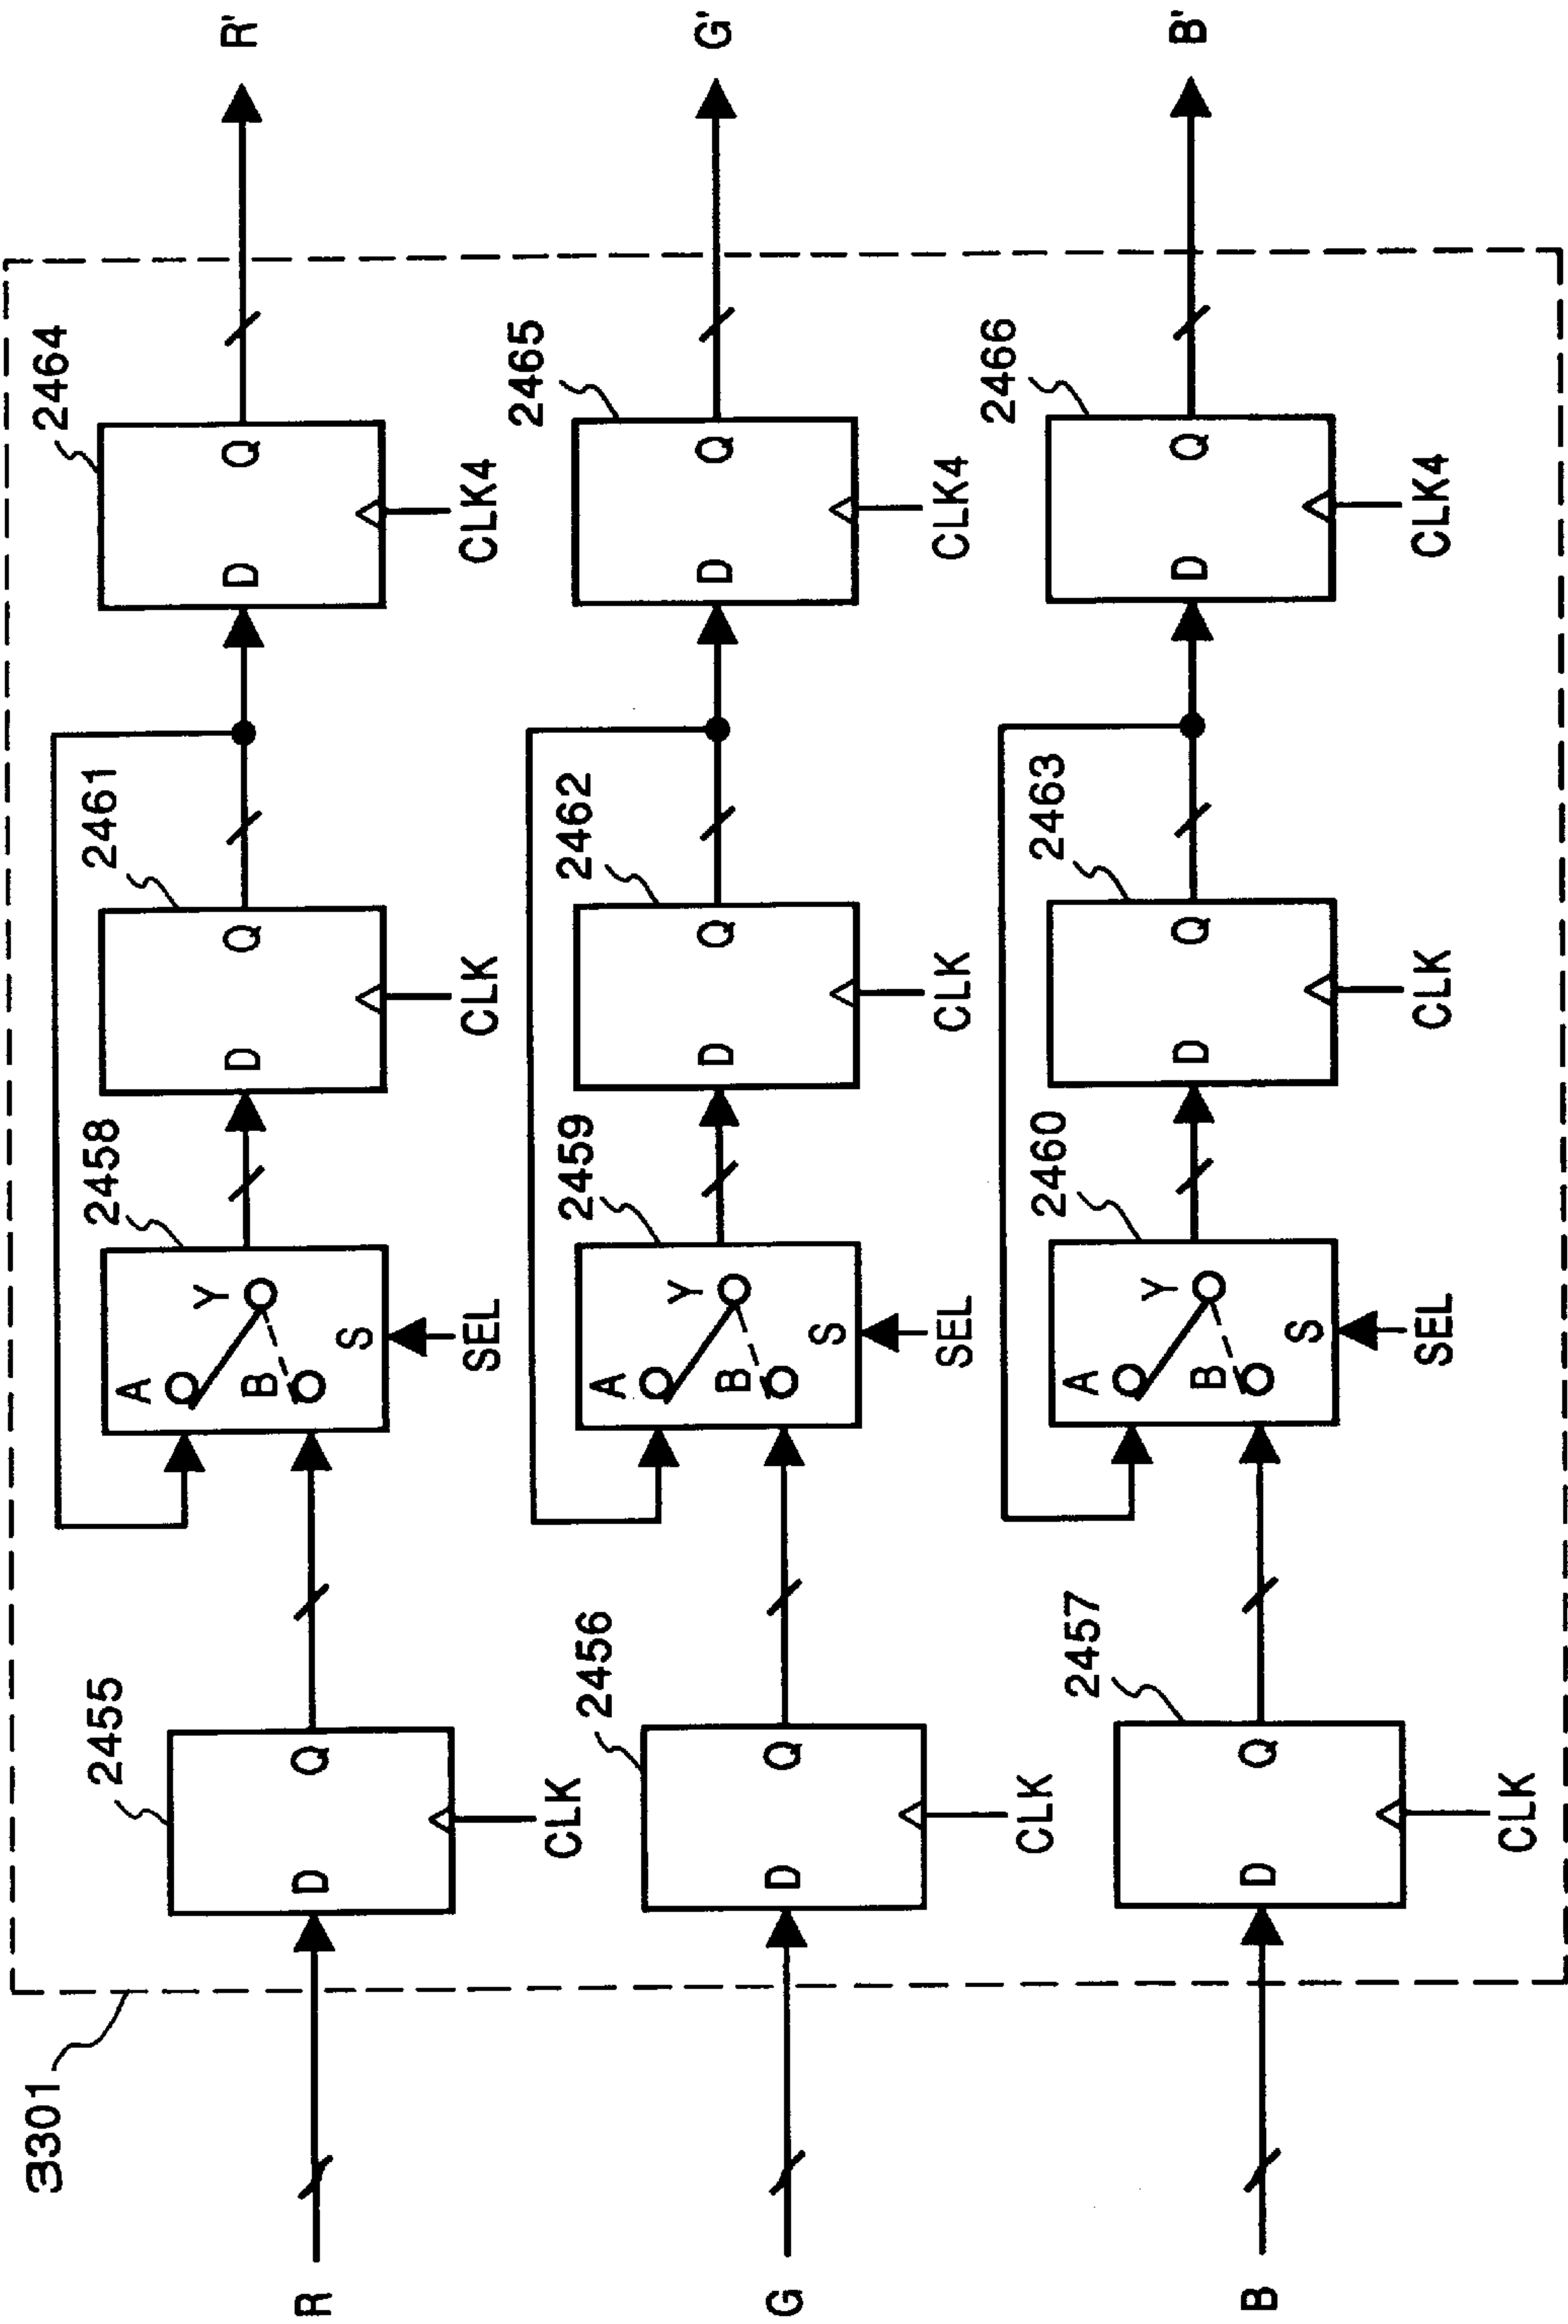 3301
R
2455
D
Q
CLK
A
B
Y
S
2458
SEL
D
Q
2461
CLK
D
Q
2464
CLK4
R'
G
2456
D
Q
CLK
A
B
Y
S
2459
SEL
D
Q
2462
CLK
D
Q
2465
CLK4
G'
B
2457
D
Q
CLK
A
B
Y
S
2460
SEL
D
Q
2463
CLK
D
Q
2466
CLK4
B'